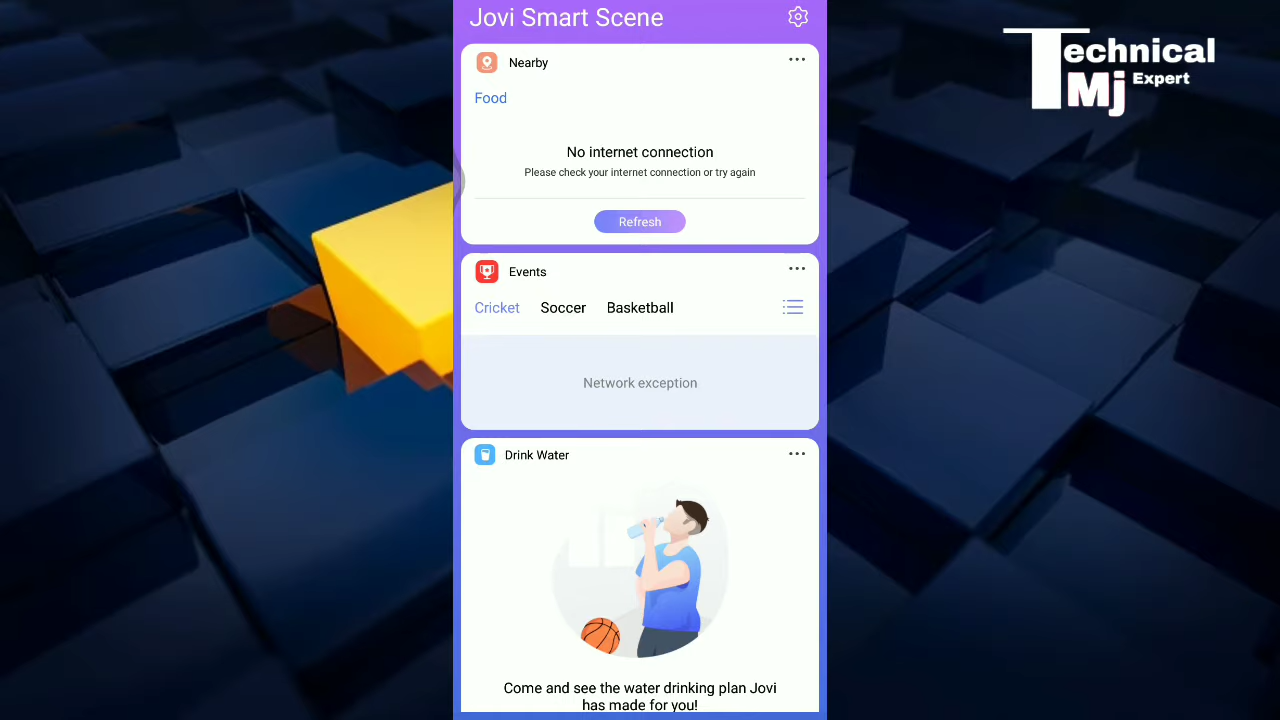 Jovi Smart Scene
Technical
Mj Expert
Nearby
Food
No internet connection
Please check your internet connection or try again
Refresh
Events
Cricket Soccer Basketball
Network exception
Drink Water
Come and see the water drinking plan Jovi
has made for you!